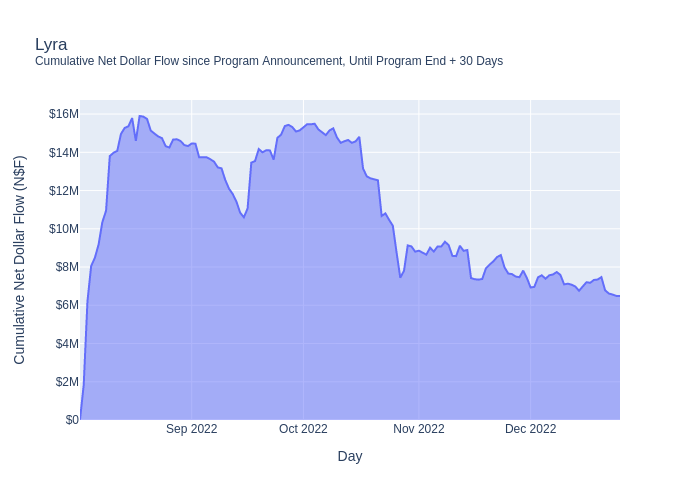 Lyra
Cumulative Net Dollar Flow since Program Announcement, Until Program End + 30 Days
Cumulative Net Dollar Flow (N$F)
$16M
$14M
$12M
$10M
$8M
$6M
$4M
$2M
$0
Sep 2022
Oct 2022
Nov 2022
Dec 2022
Day